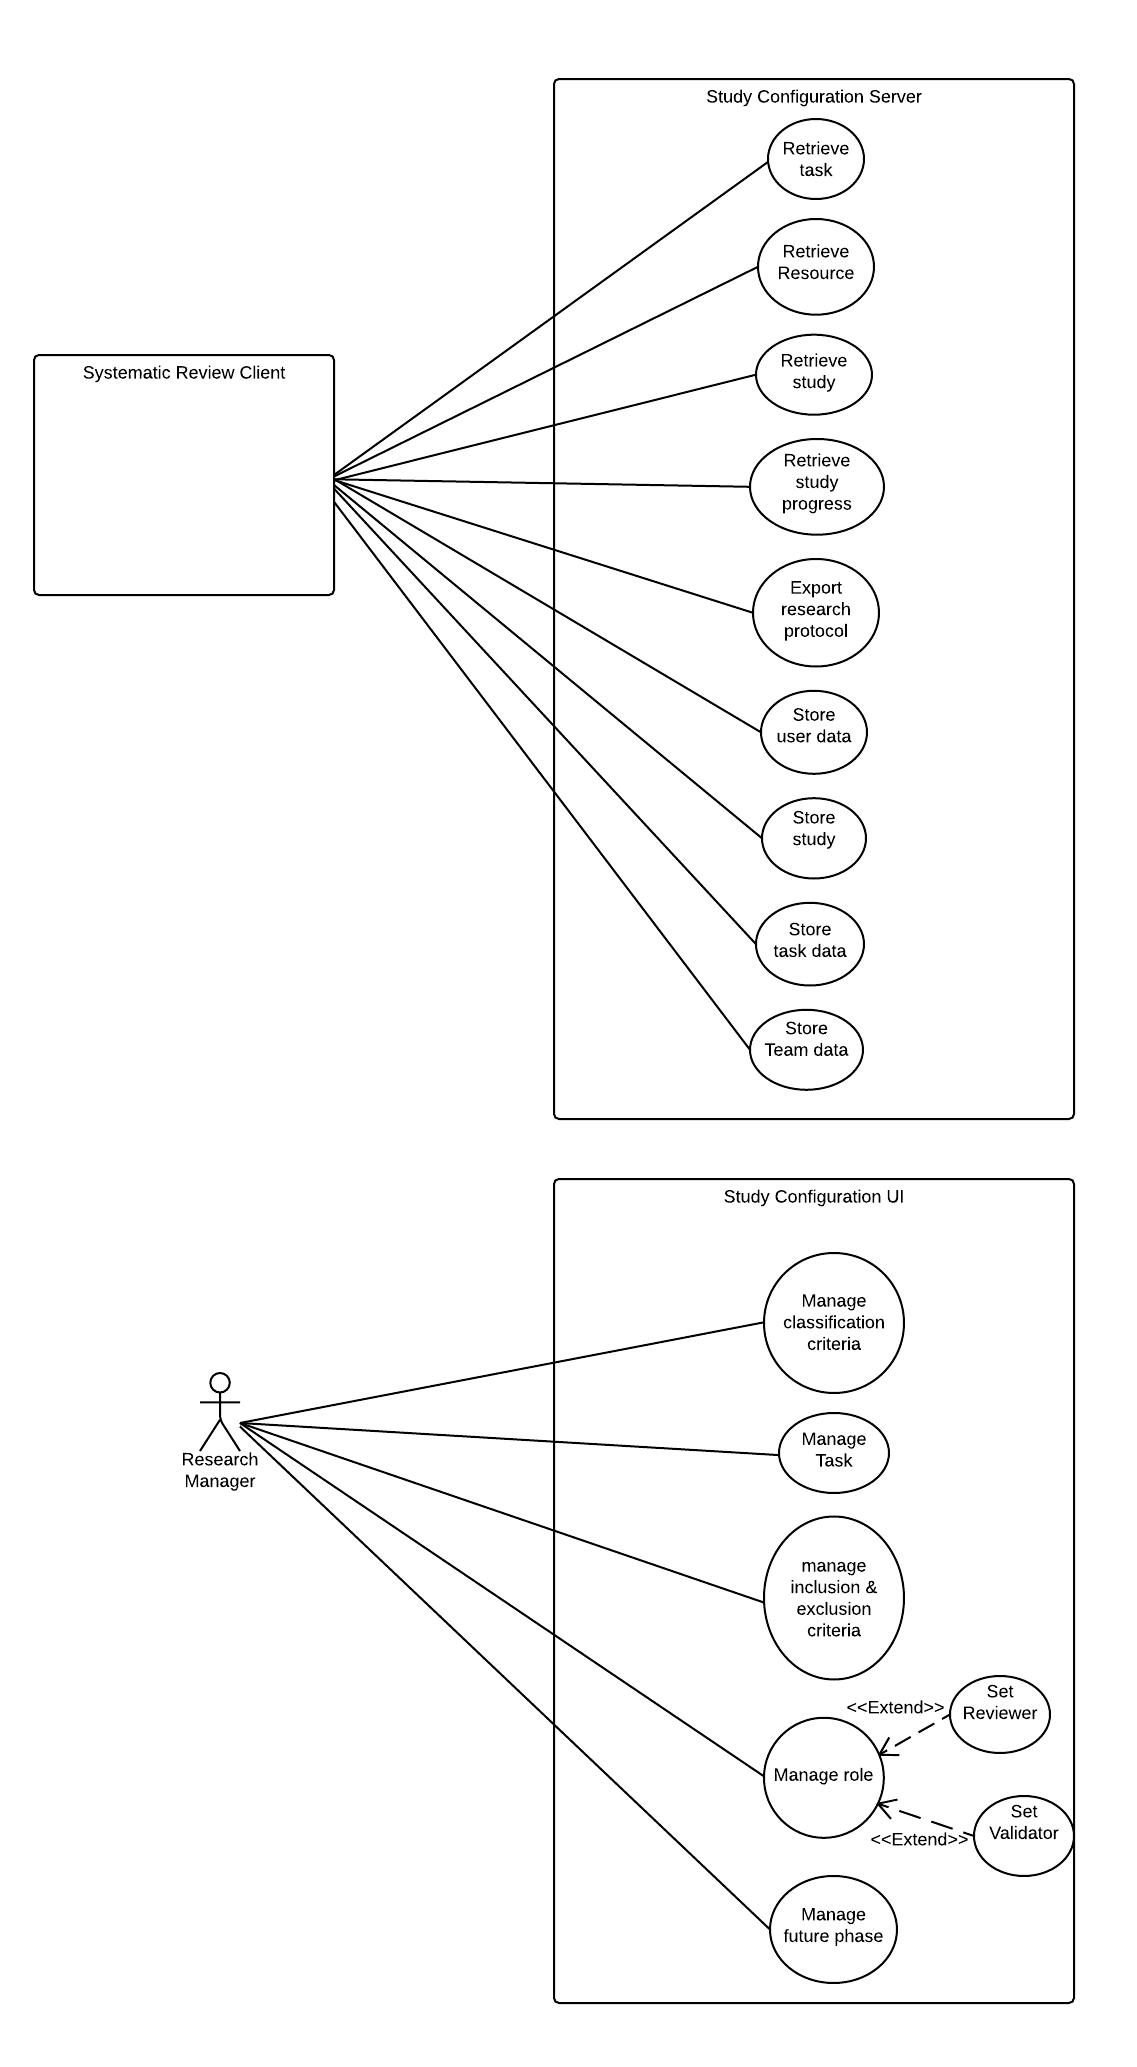 Study Configuration Server
Retrieve
task
Retrieve
Resource
Retrieve
study
Systematic Review Client
Retrieve
study
progress
Export
research
protocol
Store
user data
Store
study
Store
task data
Store
Team data
Study Configuration UI
Manage
classification
criteria
Manage
Task
Research
Manager
manage
inclusion &
exclusion
criteria
Set
Reviewer
<<Extend>>
Manage role
Set
Validator
<<Extend>>
Manage
future phase